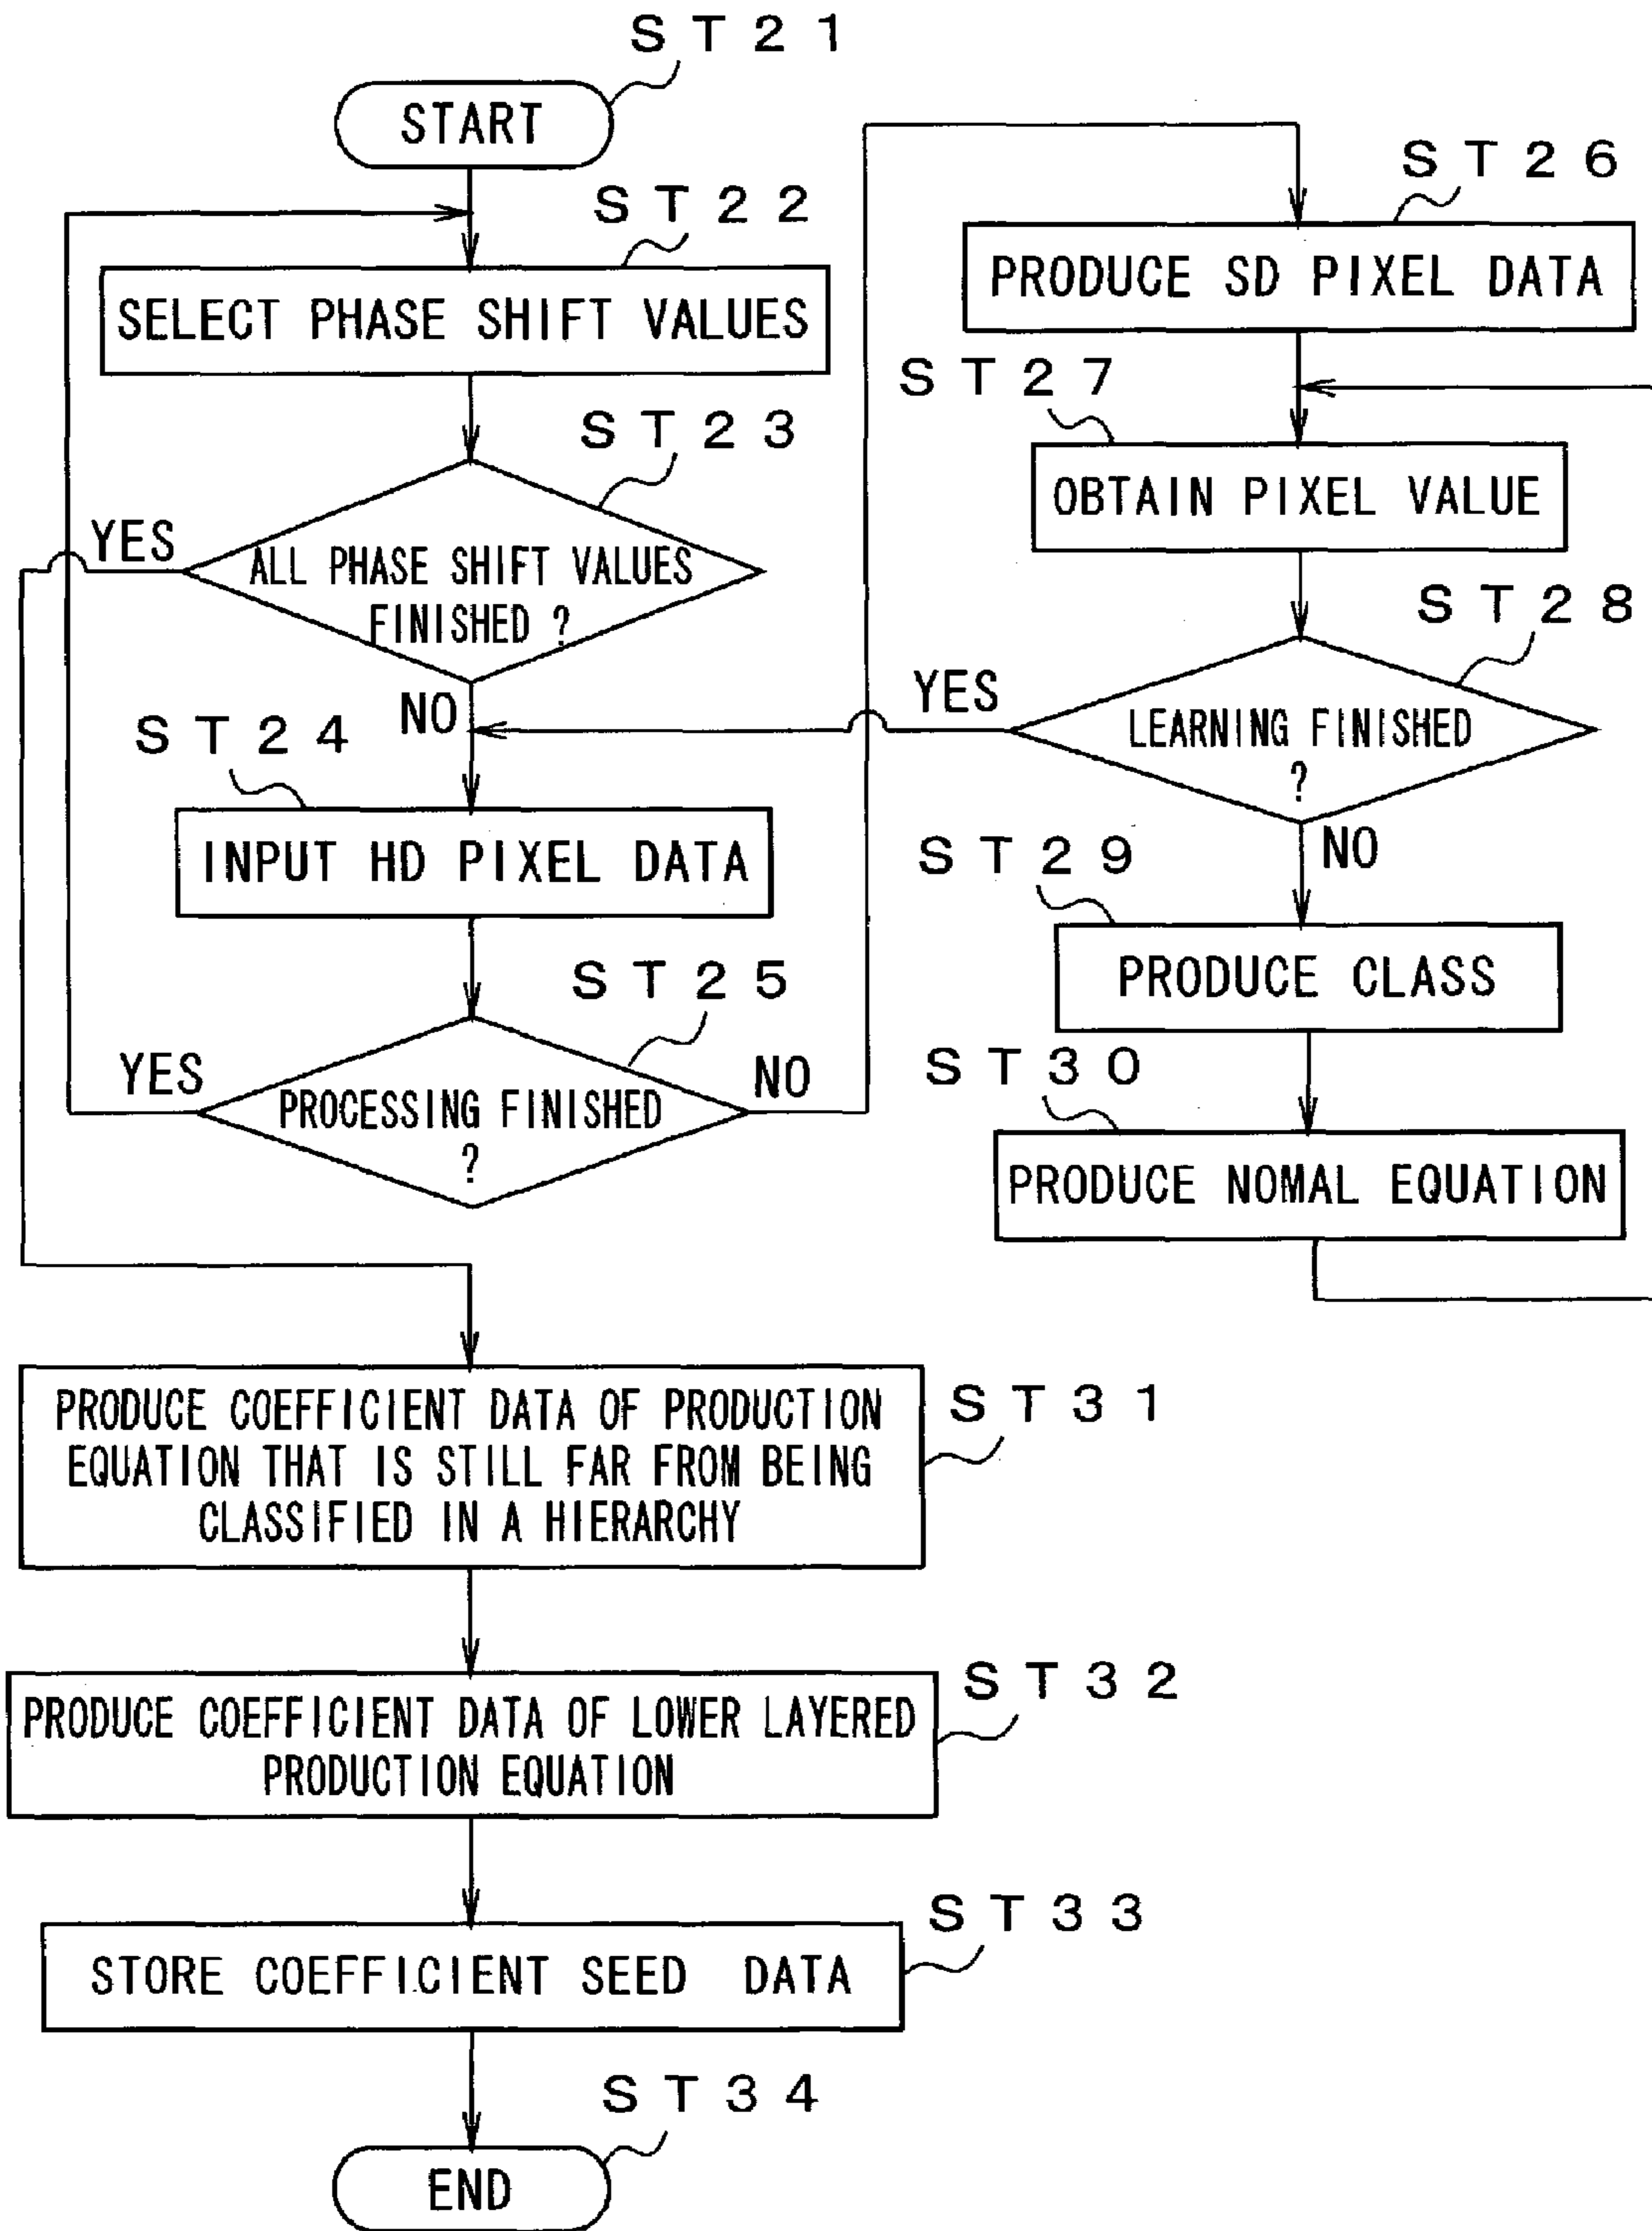 ST21
START
ST22
SELECT PHASE SHIFT VALUES
ST23
YES
ALL PHASE SHIFT VALUES
FINISHED ?
NO
ST24
INPUT HD PIXEL DATA
ST25
YES
NO
PROCESSING FINISHED
?
ST26
PRODUCE SD PIXEL DATA
ST27
OBTAIN PIXEL VALUE
ST28
YES
LEARNING FINISHED
?
NO
ST29
PRODUCE CLASS
ST30
PRODUCE NOMAL EQUATION
PRODUCE COEFFICIENT DATA OF PRODUCTION
EQUATION THAT IS STILL FAR FROM BEING
CLASSIFIED IN A HIERARCHY
ST31
PRODUCE COEFFICIENT DATA OF LOWER LAYERED
PRODUCTION EQUATION
ST32
STORE COEFFICIENT SEED DATA
ST33
ST34
END